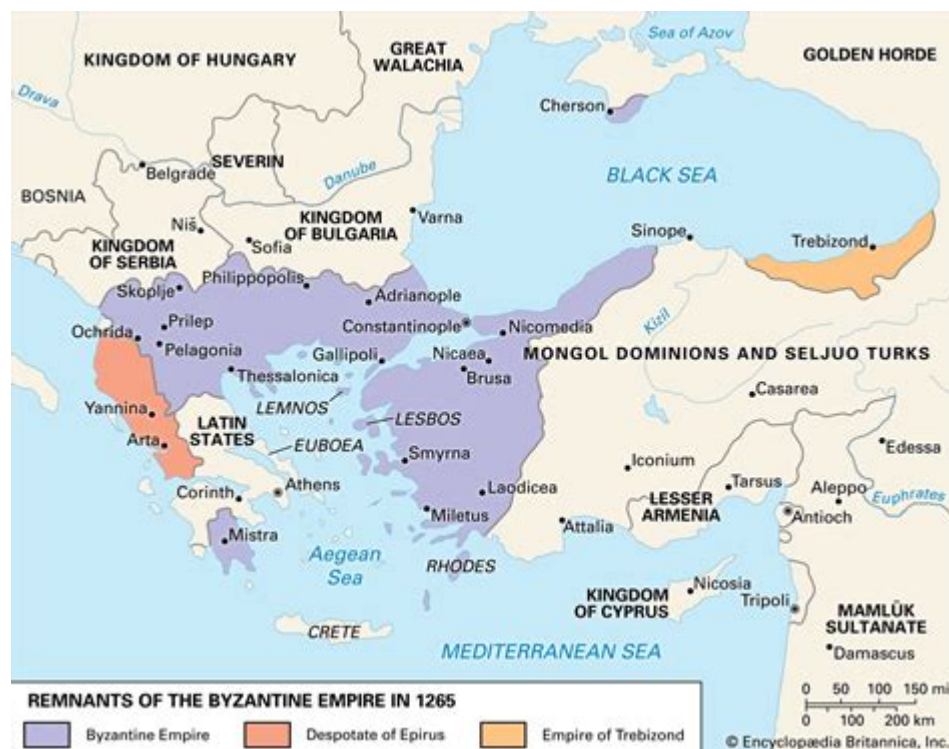 Sea of Azov
GREAT
WALACHIA
KINGDOM OF HUNGARY
GOLDEN HORDE
Drava
Cherson
SEVERIN
Belgrade
Danube
BLACK SEA
BOSNIA
KINGDOM
OF BULGARIA
Varna
Niš
Sofia
Sinope
Trebizond
KINGDOM
OF SERBIA
Philippopolis
Skoplje
Adrianople
Constantinople
Nicomedia
Kizil
Prilep
Ochrida
Pelagonia
Gallipoli
Nicaea
MONGOL DOMINIONS AND SELJUO TURKS
Brusa
Thessalonica
Casarea
LEMNOS
Yannina
LATIN
STATES
LESBOS
Arta
EUBOEA
Edessa
Smyrna
Iconium
Tarsus
Aleppo
Corinth
Athens
Laodicea
LESSER
ARMENIA
Euphrates
Miletus
Attalia
Antioch
Mistra
Aegean
Sea
RHODES
KINGDOM
OF CYPRUS
Nicosia
Tripoli
MAMLŪK
SULTANATE
CRETE
MEDITERRANEAN SEA
Damascus
REMNANTS OF THE BYZANTINE EMPIRE IN 1265
Byzantine Empire
Despotate of Epirus
Empire of Trebizond
0 50 100 150 mi
0 100 200 km
© Encyclopædia Britannica, Inc